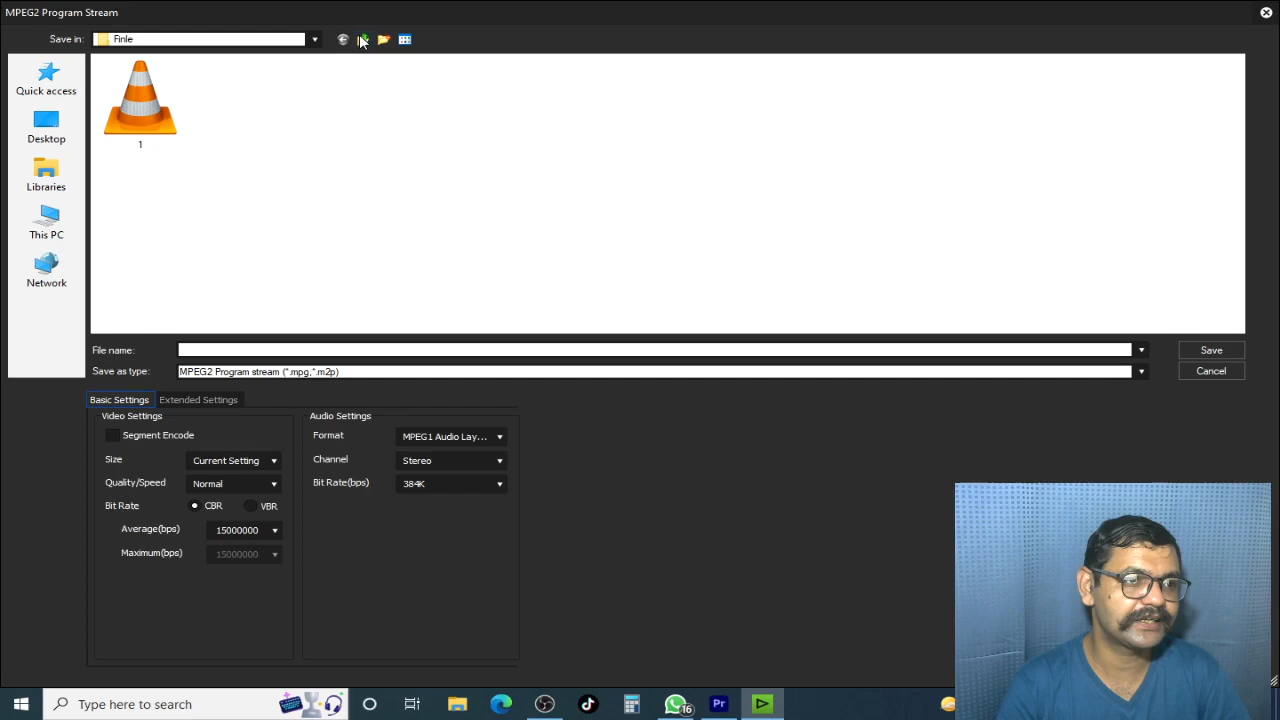 MPEG2 Program Stream
Save in:
Finle
Quick access
Desktop
Libraries
This PC
Network
1
File name:
Save
Save as type:
MPEG2 Program stream (*.mpg,*.m2p)
Cancel
Basic Settings
Extended Settings
Video Settings
Segment Encode
Size
Current Setting
Quality/Speed
Normal
Bit Rate
CBR
VBR
Average(bps)
15000000
Maximum(bps)
15000000
Audio Settings
Format
MPEG1 Audio Lay...
Channel
Stereo
Bit Rate(bps)
384K
Type here to search
16
Pr